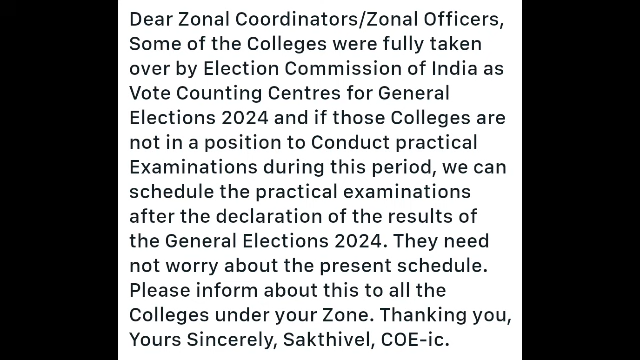 Dear Zonal Coordinators/Zonal Officers,
Some of the Colleges were fully taken
over by Election Commission of India as
Vote Counting Centres for General
Elections 2024 and if those Colleges are
not in a position to Conduct practical
Examinations during this period, we can
schedule the practical examinations
after the declaration of the results of
the General Elections 2024. They need
not worry about the present schedule.
Please inform about this to all the
Colleges under your Zone. Thanking you,
Yours Sincerely, Sakthivel, COE-ic.